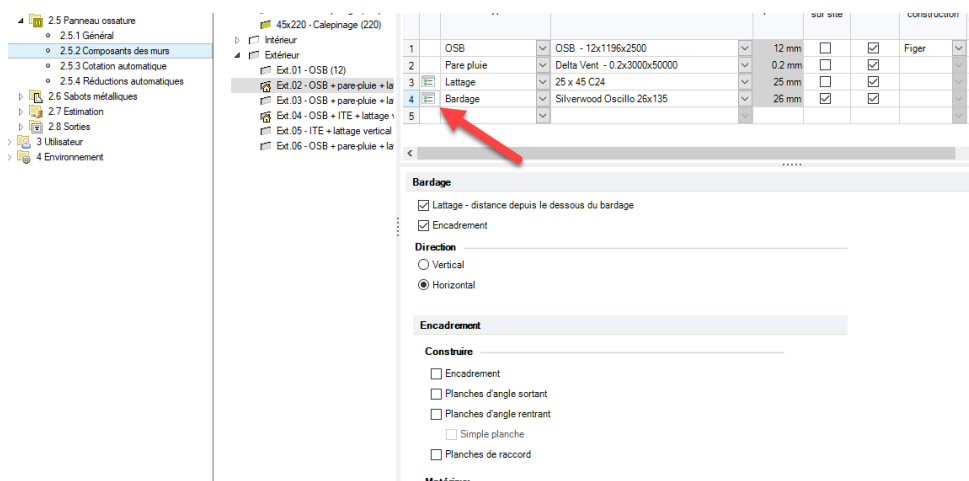 2.5 Panneau ossature
2.5.1 Général
2.5.2 Composants des murs
2.5.3 Cotation automatique
2.5.4 Réductions automatiques
2.6 Sabots métalliques
2.7 Estimation
2.8 Sorties
3 Utilisateur
4 Environnement
45x220 - Calepinage (220)
Intérieur
Extérieur
Ext.01 - OSB (12)
Ext.02 - OSB + pare-pluie + la
Ext.03 - OSB + pare-pluie + la
Ext.04 - OSB + ITE + lattage v
Ext.05 - ITE + lattage vertical
Ext.06 - OSB + pare-pluie + la
sur site
construction
1 OSB OSB - 12x1196x2500 12 mm Figer
2 Pare pluie Delta Vent - 0.2x3000x50000 0.2 mm
3 Lattage 25 x 45 C24 25 mm
4 Bardage Silverwood Oscillo 26x135 26 mm
5
Bardage
Lattage - distance depuis le dessous du bardage
Encadrement
Direction
Vertical
Horizontal
Encadrement
Construire
Encadrement
Planches d'angle sortant
Planches d'angle rentrant
Simple planche
Planches de raccord